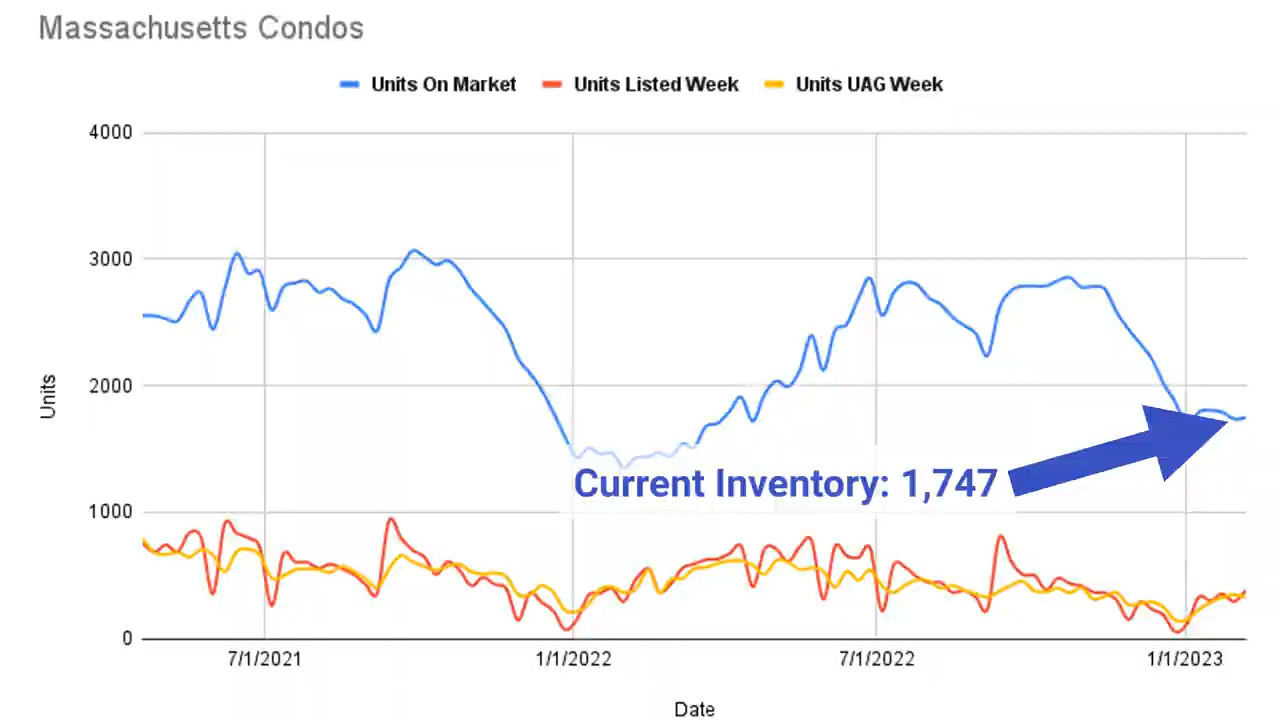 Massachusetts Condos
Units On Market Units Listed Week Units UAG Week
4000
3000
2000
1000
0
Units
Current Inventory: 1,747
7/1/2021 1/1/2022 7/1/2022 1/1/2023
Date